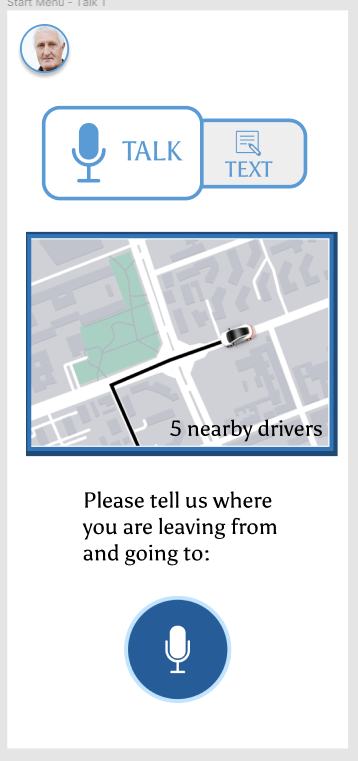 Start Menu - Talk 1
TALK
TEXT
5 nearby drivers
Please tell us where
you are leaving from
and going to: